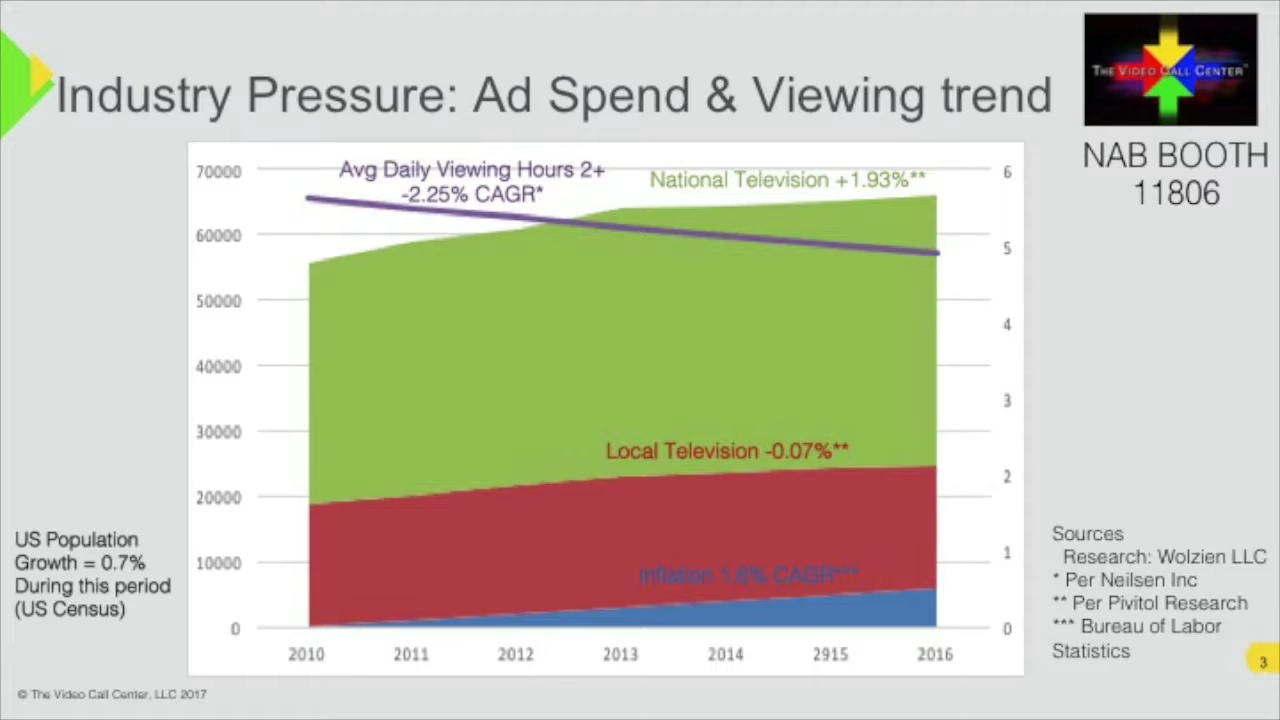 Industry Pressure: Ad Spend & Viewing trend
THE VIDEO CALL CENTER
NAB BOOTH
11806
Avg Daily Viewing Hours 2+
-2.25% CAGR*
National Television +1.93%**
Local Television -0.07%**
Inflation 1.6% CAGR***
70000
60000
50000
40000
30000
20000
10000
0
6
5
4
3
2
1
0
2010
2011
2012
2013
2014
2915
2016
US Population
Growth = 0.7%
During this period
(US Census)
Sources
Research: Wolzien LLC
* Per Neilsen Inc
** Per Pivitol Research
*** Bureau of Labor
Statistics
3
© The Video Call Center, LLC 2017